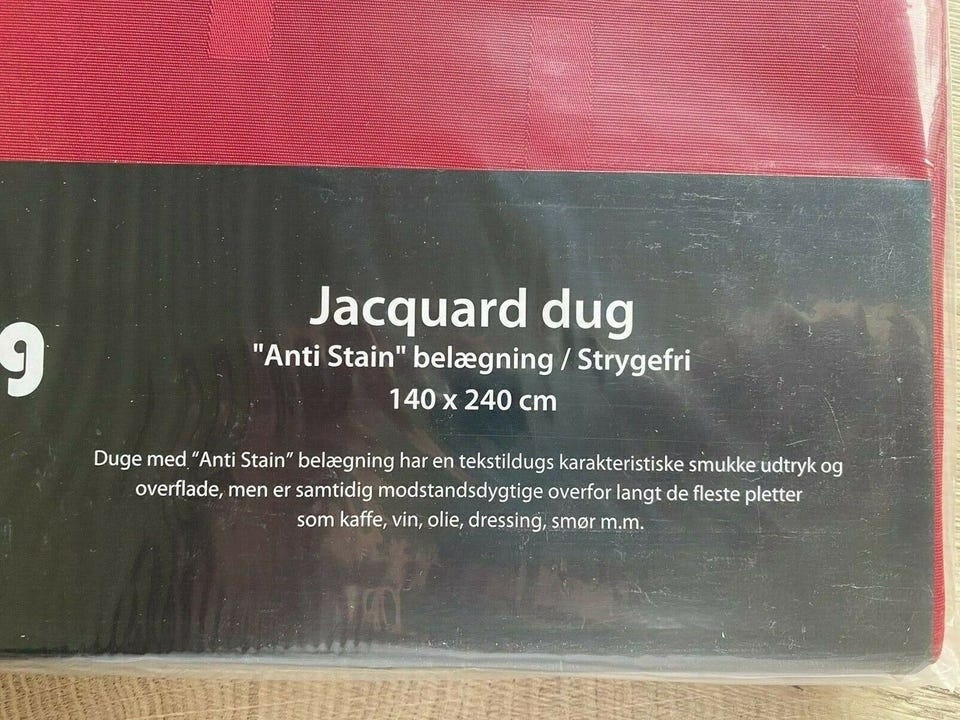 g
Jacquard dug
"Anti Stain" belægning / Strygefri
140 x 240 cm
Duge med “Anti Stain” belægning har en tekstildugs karakteristiske smukke udtryk og
overflade, men er samtidig modstandsdygtige overfor langt de fleste pletter
som kaffe, vin, olie, dressing, smør m.m.